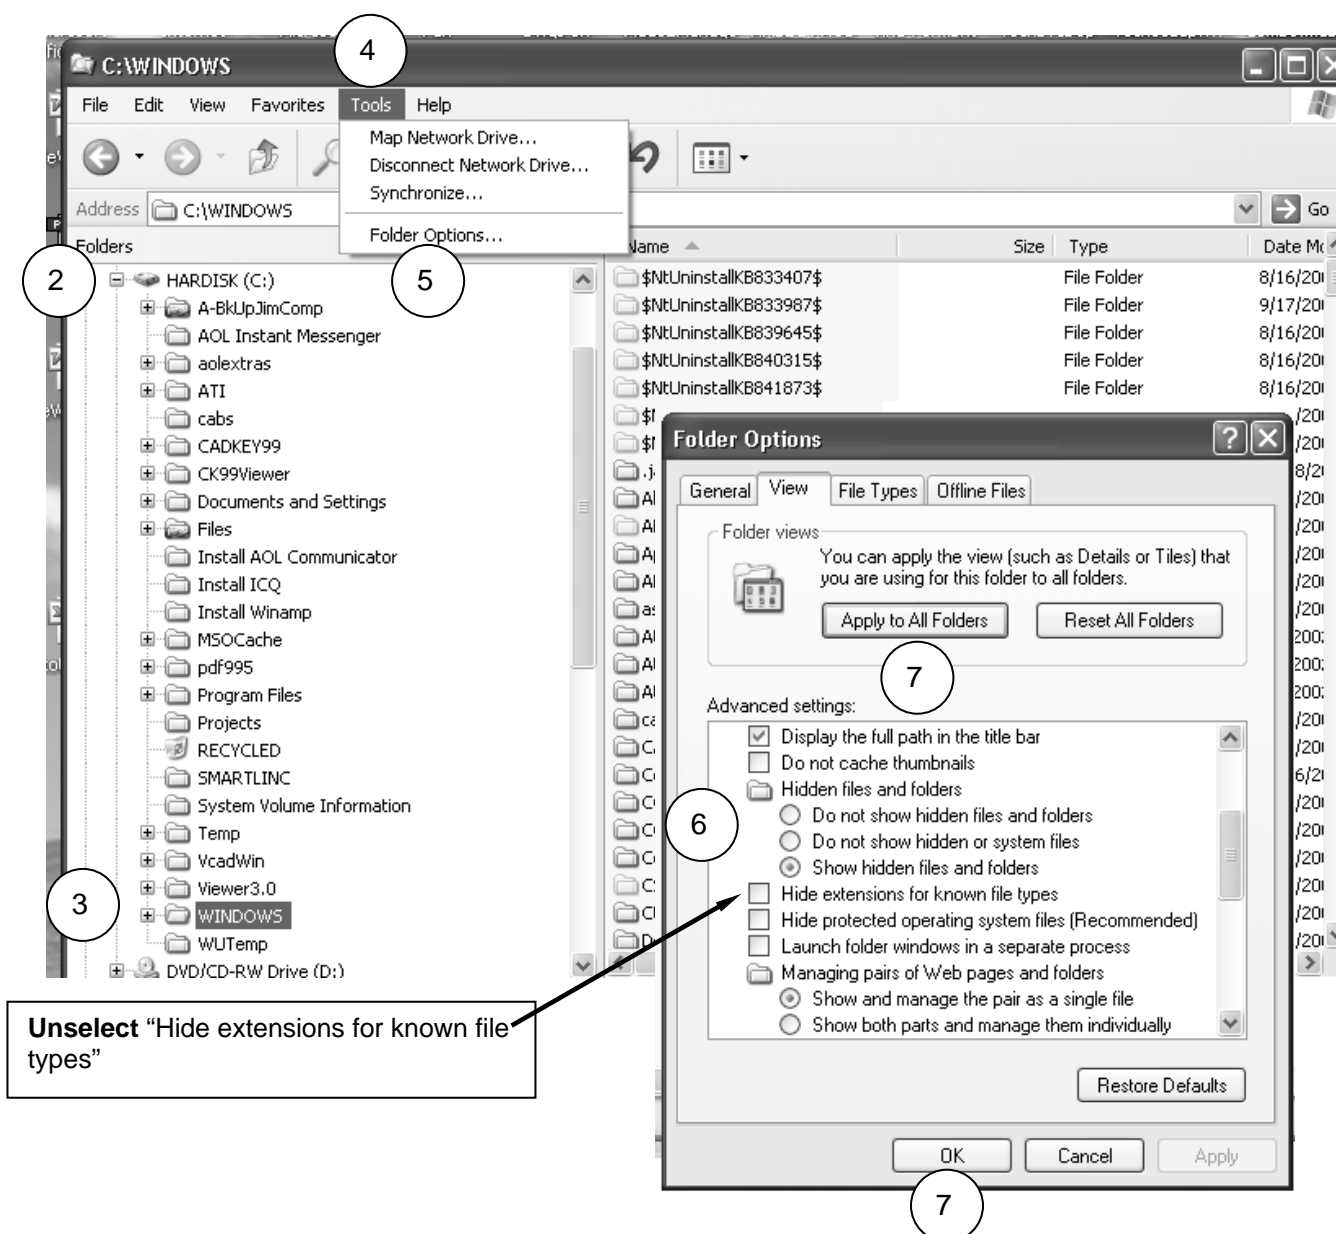 4
C:\WINDOWS
File Edit View Favorites Tools Help
Map Network Drive...
Disconnect Network Drive...
Synchronize...
Folder Options...
Address C:\WINDOWS Go
Folders
Name Size Type
2
5
HARDISK (C:)
A-BkUpJimComp
AOL Instant Messenger
aolextras
ATI
cabs
CADKEY99
CK99Viewer
Documents and Settings
Files
Install AOL Communicator
Install ICQ
Install Winamp
MSOCache
pdf995
Program Files
Projects
RECYCLED
SMARTLINC
System Volume Information
Temp
VcadWin
Viewer3.0
3
WINDOWS
WUTemp
DVD/CD-RW Drive (D:)
$NtUninstallKB833407$ File Folder
$NtUninstallKB833987$ File Folder
$NtUninstallKB839645$ File Folder
$NtUninstallKB840315$ File Folder
$NtUninstallKB841873$ File Folder
Folder Options
General View File Types Offline Files
Folder views
You can apply the view (such as Details or Tiles) that
you are using for this folder to all folders.
Apply to All Folders Reset All Folders
7
Advanced settings:
Display the full path in the title bar
Do not cache thumbnails
Hidden files and folders
6
Do not show hidden files and folders
Do not show hidden or system files
Show hidden files and folders
Hide extensions for known file types
Hide protected operating system files (Recommended)
Launch folder windows in a separate process
Managing pairs of Web pages and folders
Show and manage the pair as a single file
Show both parts and manage them individually
Restore Defaults
OK Cancel Apply
7
Unselect “Hide extensions for known file
types”